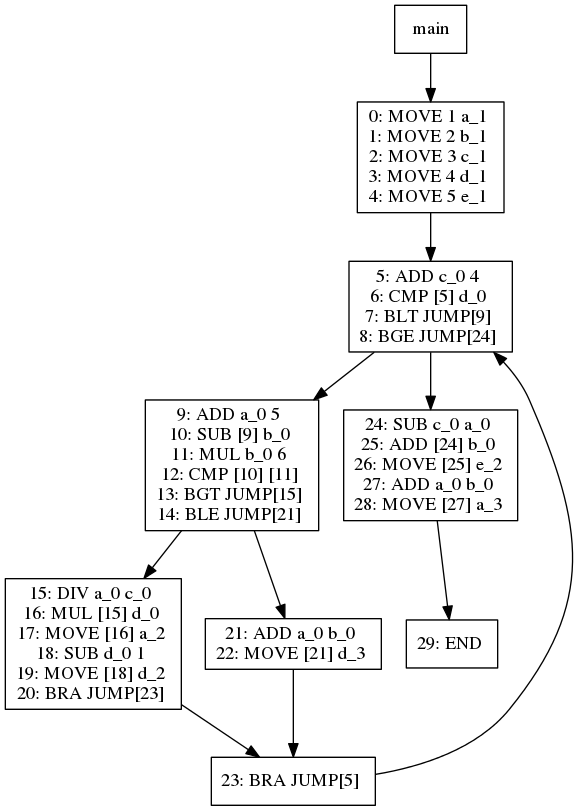 main
0: MOVE 1 a_1
1: MOVE 2 b_1
2: MOVE 3 c_1
3: MOVE 4 d_1
4: MOVE 5 e_1
5: ADD c_0 4
6: CMP [5] d_0
7: BLT JUMP[9]
8: BGE JUMP[24]
9: ADD a_0 5
10: SUB [9] b_0
11: MUL b_0 6
12: CMP [10] [11]
13: BGT JUMP[15]
14: BLE JUMP[21]
24: SUB c_0 a_0
25: ADD [24] b_0
26: MOVE [25] e_2
27: ADD a_0 b_0
28: MOVE [27] a_3
15: DIV a_0 c_0
16: MUL [15] d_0
17: MOVE [16] a_2
18: SUB d_0 1
19: MOVE [18] d_2
20: BRA JUMP[23]
21: ADD a_0 b_0
22: MOVE [21] d_3
29: END
23: BRA JUMP[5]